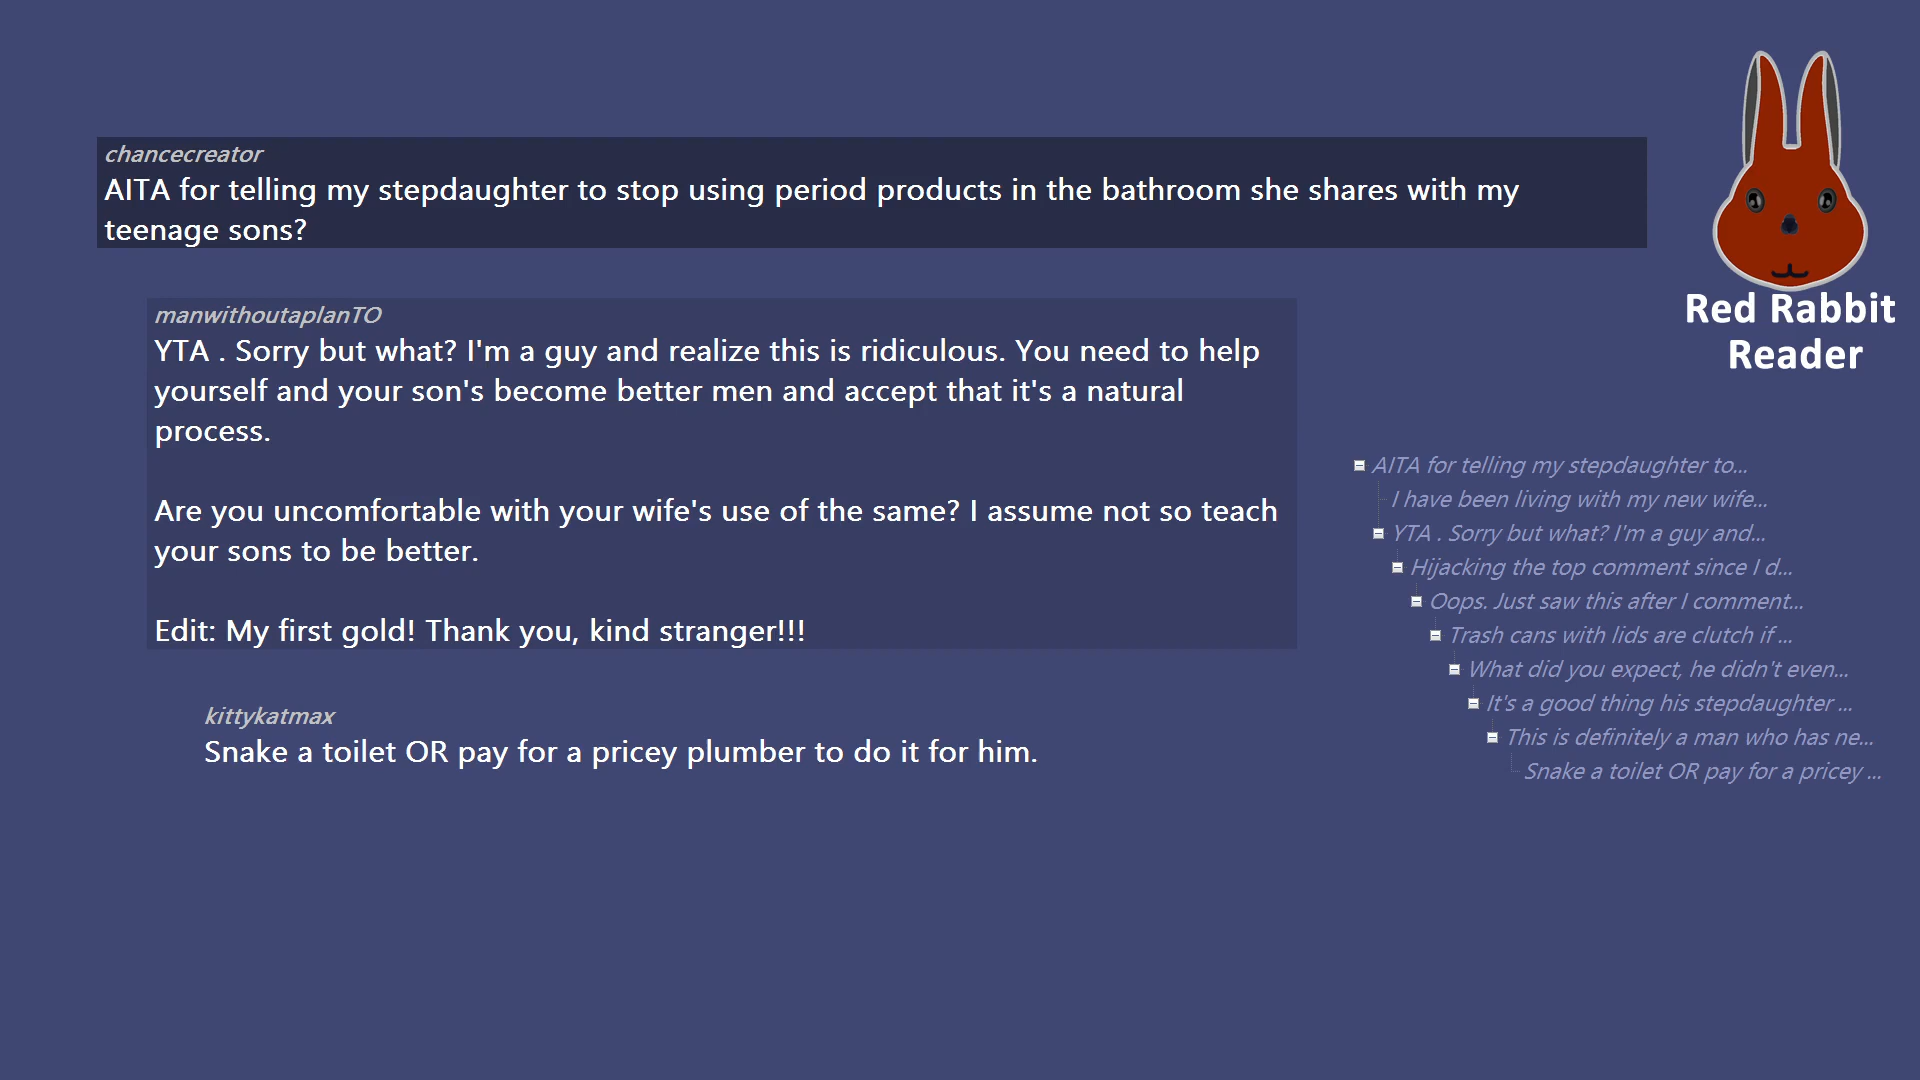 chancecreator
AITA for telling my stepdaughter to stop using period products in the bathroom she shares with my
teenage sons?
manwithoutaplanTO
YTA . Sorry but what? I'm a guy and realize this is ridiculous. You need to help
yourself and your son's become better men and accept that it's a natural
process.
Are you uncomfortable with your wife's use of the same? I assume not so teach
your sons to be better.
Edit: My first gold! Thank you, kind stranger!!!
kittykatmax
Snake a toilet OR pay for a pricey plumber to do it for him.
Red Rabbit
Reader
AITA for telling my stepdaughter to...
I have been living with my new wife...
YTA . Sorry but what? I'm a guy and...
Hijacking the top comment since I d...
Oops. Just saw this after I comment...
Trash cans with lids are clutch if ...
What did you expect, he didn't even...
It's a good thing his stepdaughter ...
This is definitely a man who has ne...
Snake a toilet OR pay for a pricey ...